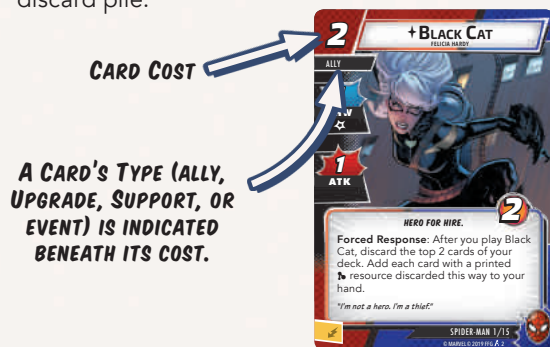 discard pile.
CARD COST
A CARD'S TYPE (ALLY,
UPGRADE, SUPPORT, OR
EVENT) IS INDICATED
BENEATH ITS COST.
2
BLACK CAT
FELICIA HARDY
ALLY
1
ATK
2
HERO FOR HIRE.
Forced Response: After you play Black
Cat, discard the top 2 cards of your
deck. Add each card with a printed
resource discarded this way to your
hand.
"I'm not a hero. I'm a thief."
SPIDER-MAN 1/15
© MARVEL © 2019 FFG 2